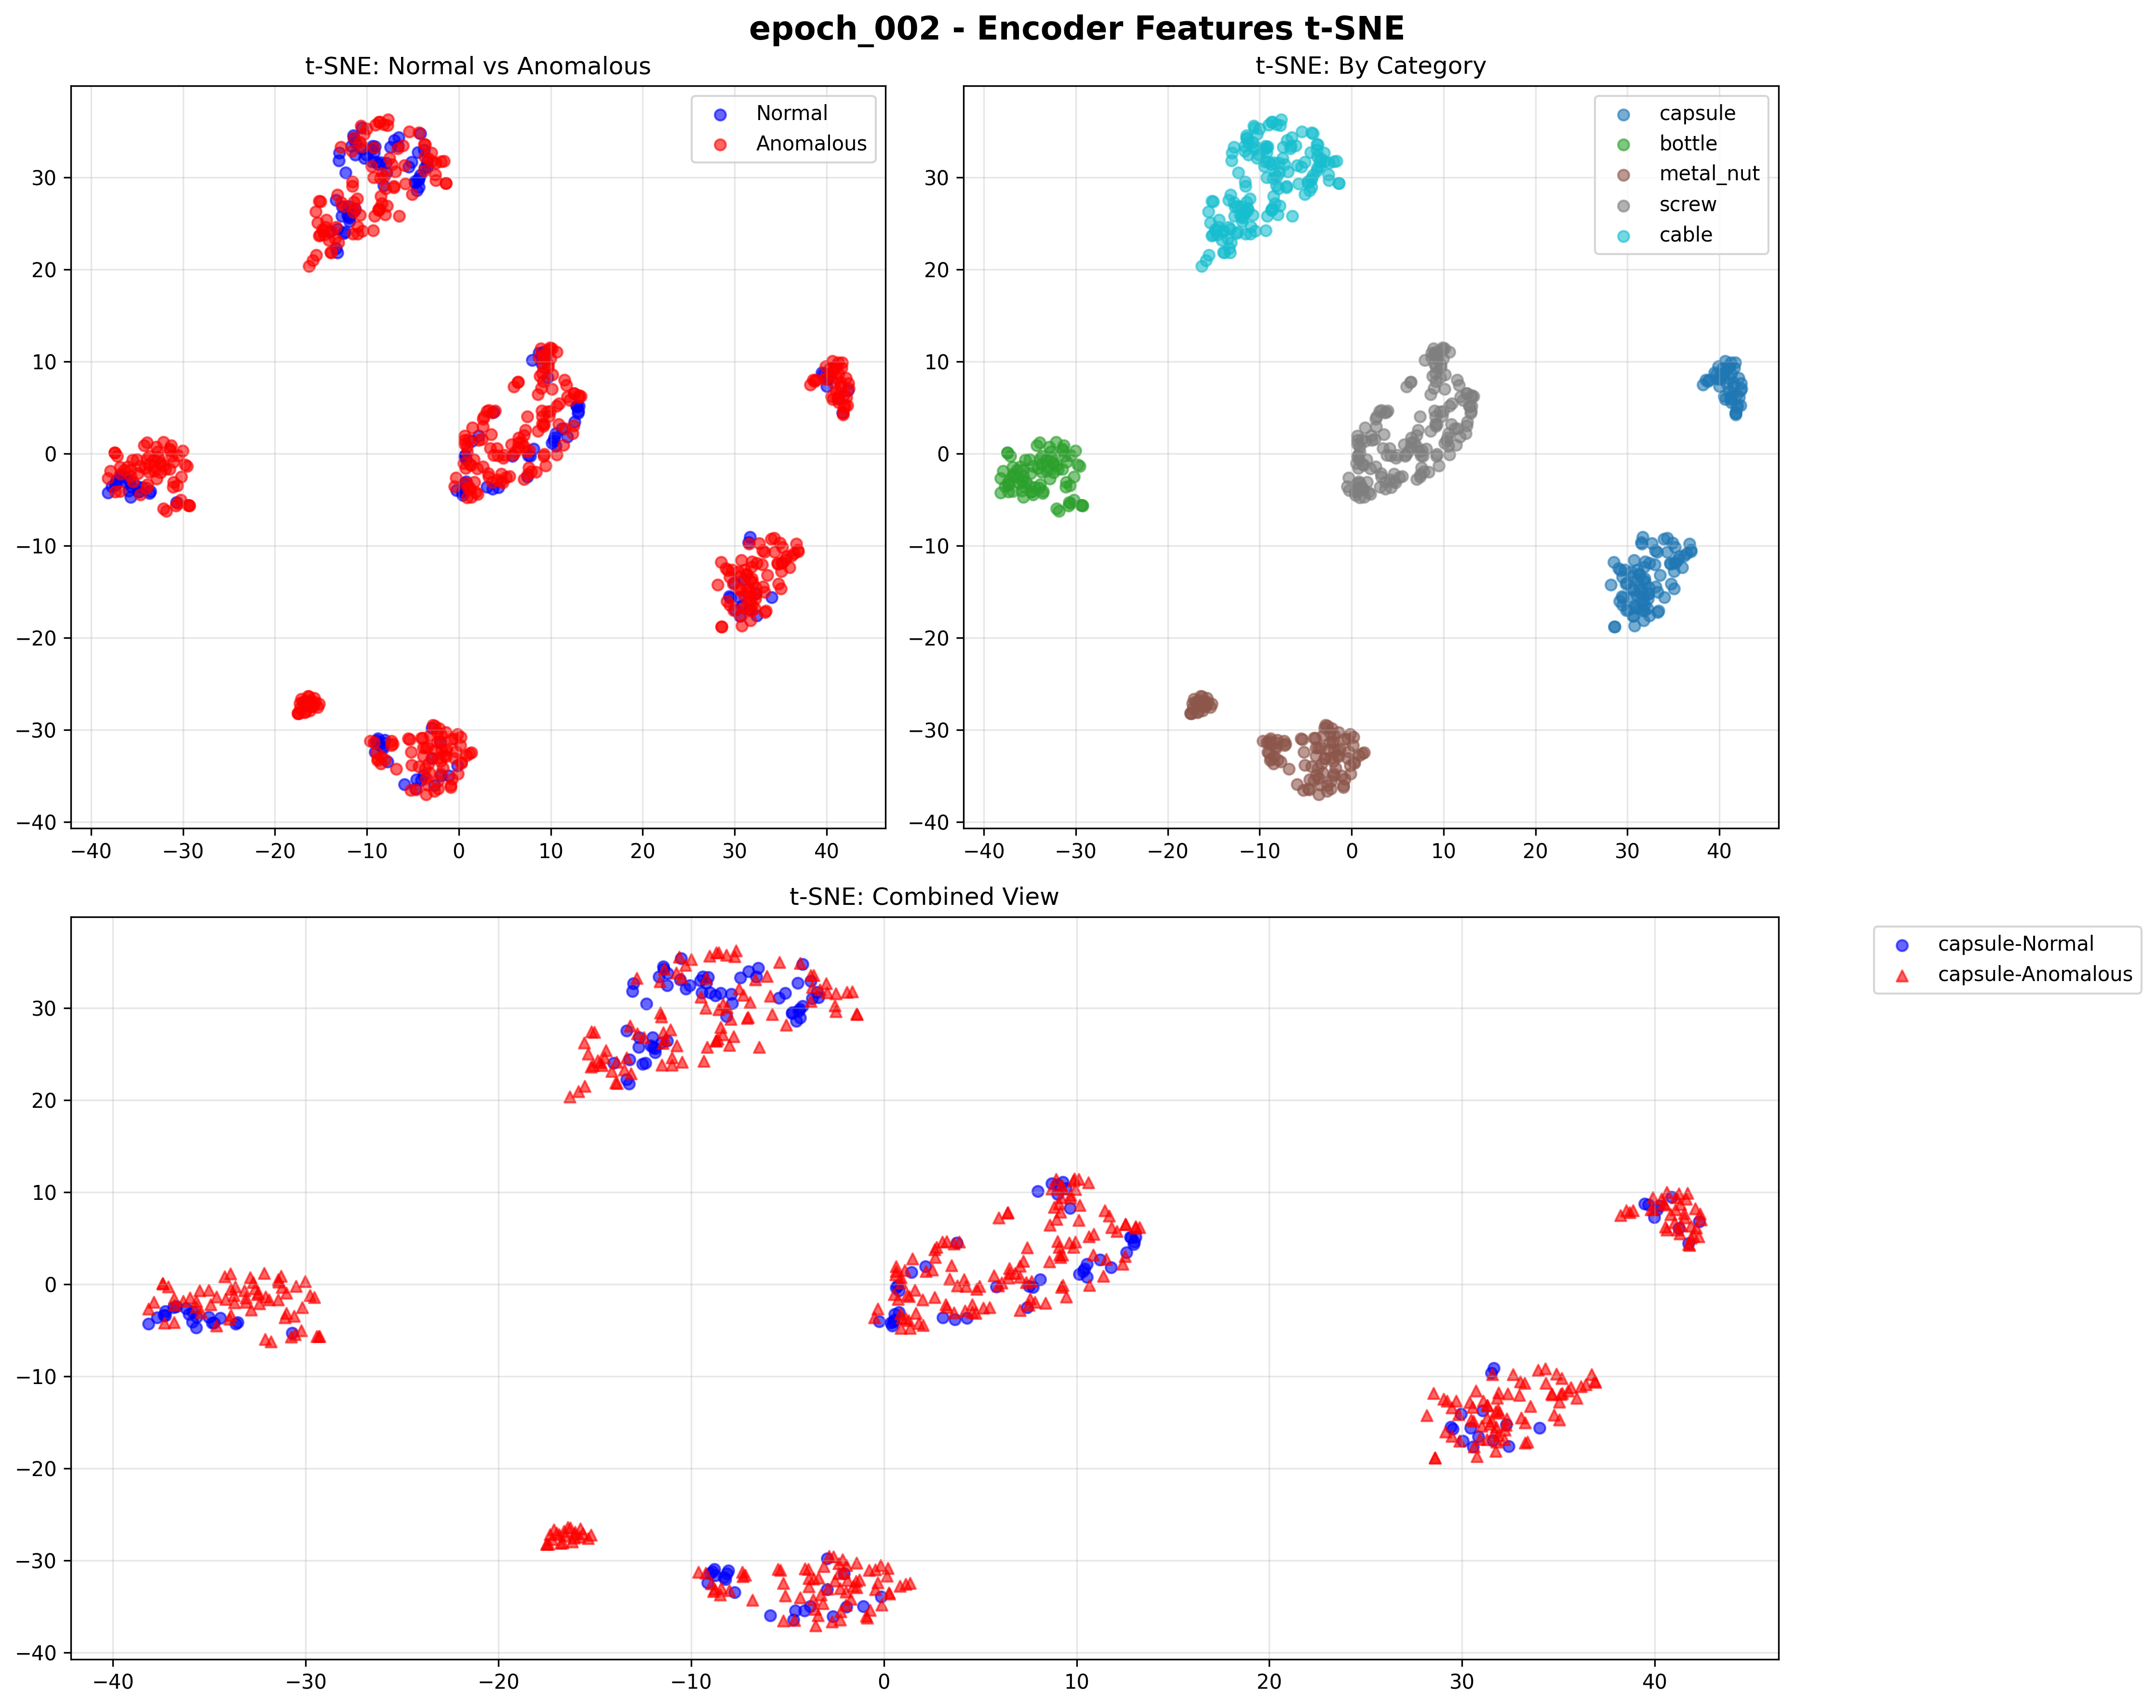 epoch_002 - Encoder Features t-SNE
t-SNE: Normal vs Anomalous
Normal
Anomalous
30
20
10
0
−10
−20
−30
−40
−40 −30 −20 −10 0 10 20 30 40
t-SNE: By Category
capsule
bottle
metal_nut
screw
cable
30
20
10
0
−10
−20
−30
−40
−40 −30 −20 −10 0 10 20 30 40
t-SNE: Combined View
capsule-Normal
capsule-Anomalous
30
20
10
0
−10
−20
−30
−40
−40 −30 −20 −10 0 10 20 30 40